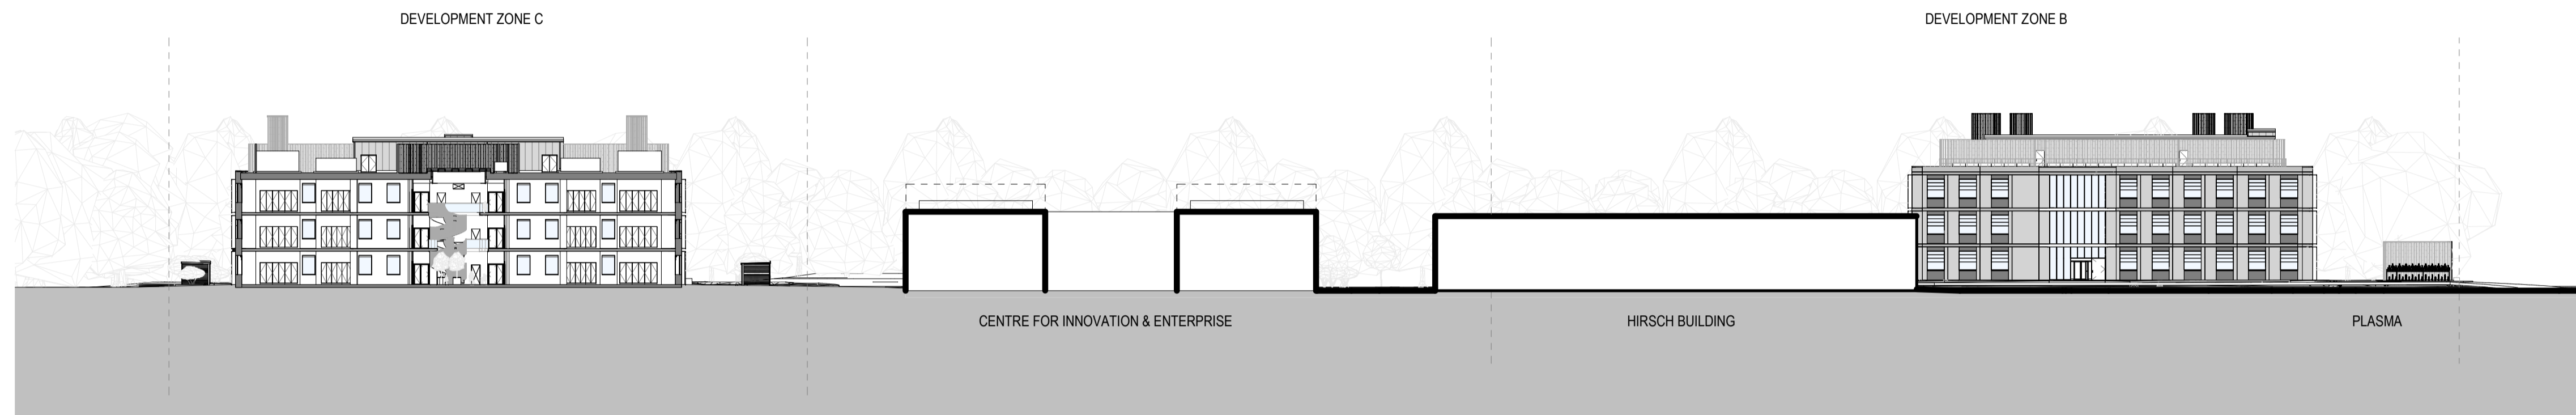 DEVELOPMENT ZONE C
DEVELOPMENT ZONE B
CENTRE FOR INNOVATION & ENTERPRISE
HIRSCH BUILDING
PLASMA